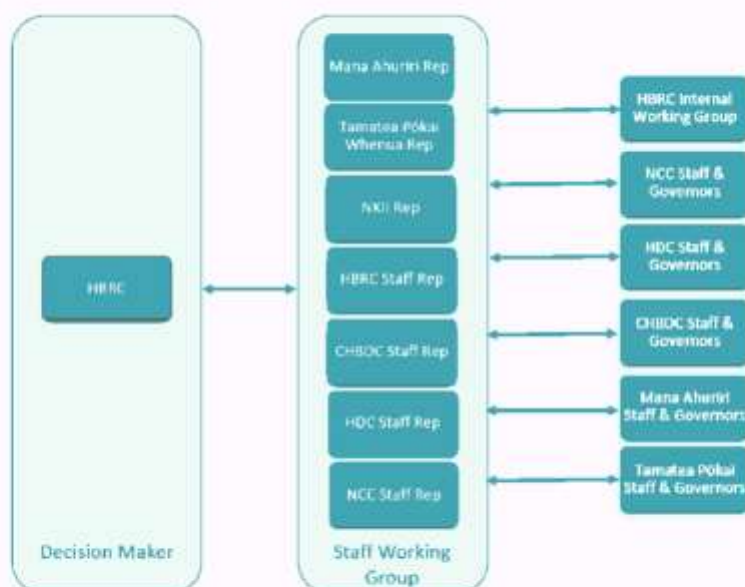 HBRC
Decision Maker
Mana Ahuriri Rep
Tamatea Pōkai
Whenua Rep
NKII Rep
HBRC Staff Rep
CHBDC Staff Rep
HDC Staff Rep
NCC Staff Rep
Staff Working
Group
HBRC Internal
Working Group
NCC Staff &
Governors
HDC Staff &
Governors
CHBDC Staff &
Governors
Mana Ahuriri
Staff & Governors
Tamatea Pōkai
Staff & Governors